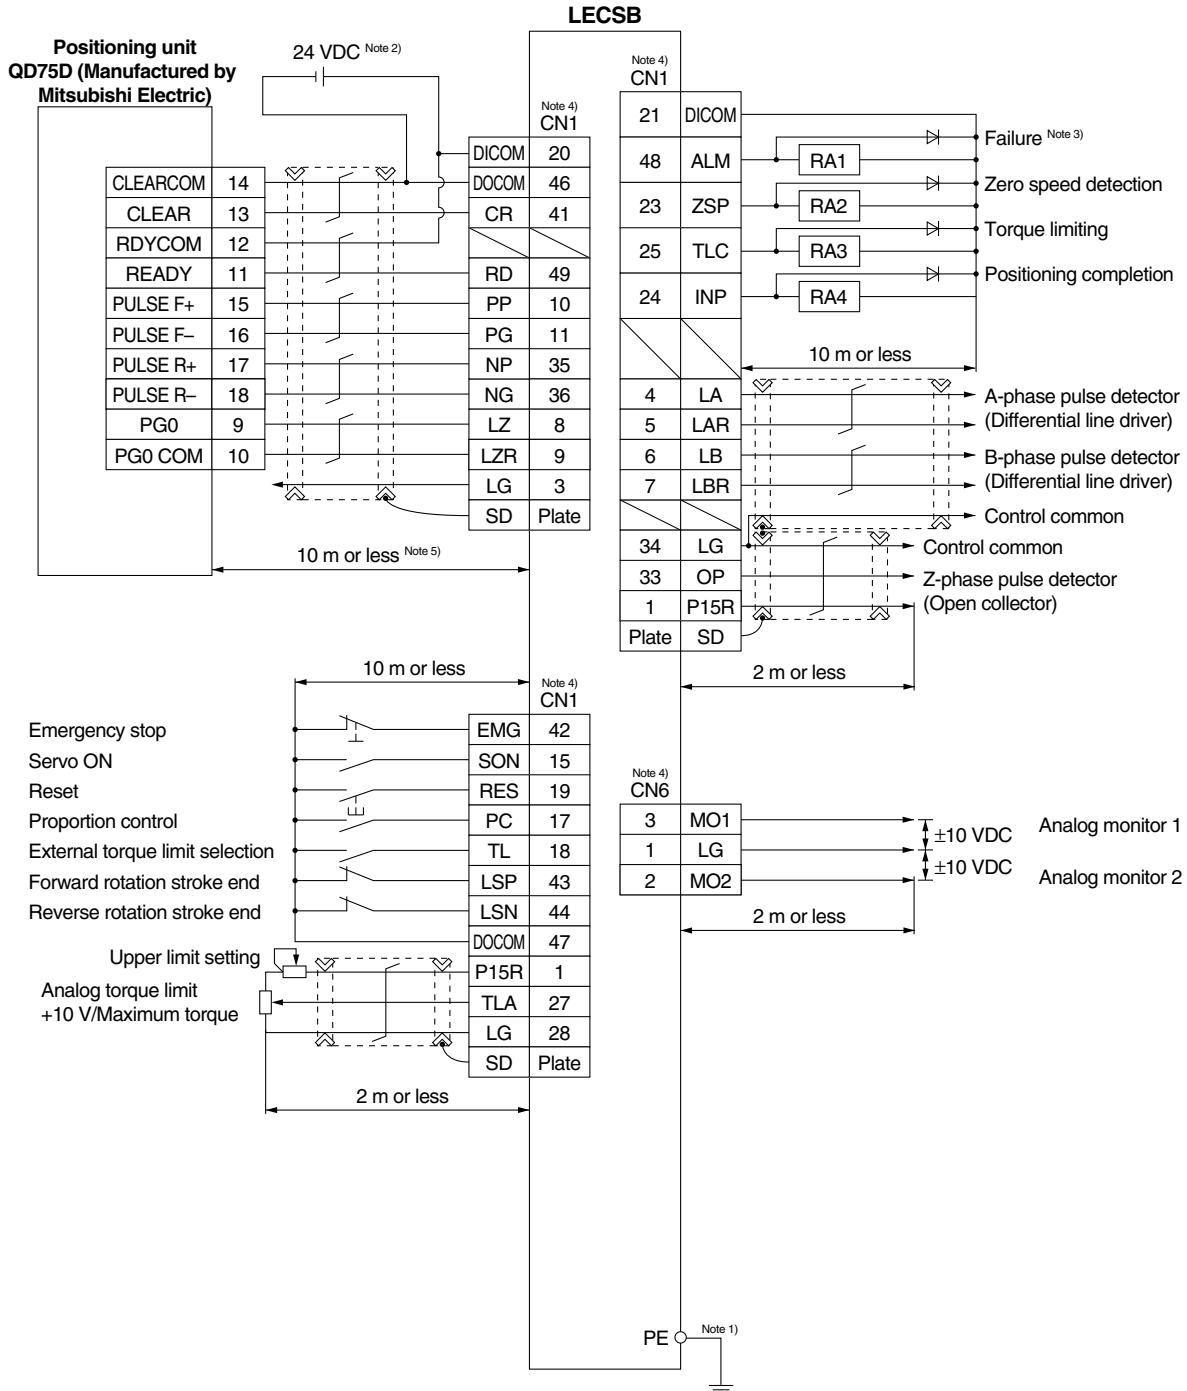 LECSB
Positioning unit
QD75D (Manufactured by
Mitsubishi Electric)
24 VDC Note 2)
Note 4)
CN1
DICOM 20
CLEARCOM 14 DOCOM 46
CLEAR 13 CR 41
RDYCOM 12
READY 11 RD 49
PULSE F+ 15 PP 10
PULSE F– 16 PG 11
PULSE R+ 17 NP 35
PULSE R– 18 NG 36
PG0 9 LZ 8
PG0 COM 10 LZR 9
LG 3
SD Plate
10 m or less Note 5)
Note 4)
CN1
21 DICOM
48 ALM RA1 Failure Note 3)
23 ZSP RA2 Zero speed detection
25 TLC RA3 Torque limiting
24 INP RA4 Positioning completion
10 m or less
4 LA A-phase pulse detector
5 LAR (Differential line driver)
6 LB B-phase pulse detector
7 LBR (Differential line driver)
Control common
34 LG Control common
33 OP Z-phase pulse detector
1 P15R (Open collector)
Plate SD
2 m or less
10 m or less
Note 4)
CN1
Emergency stop EMG 42
Servo ON SON 15
Reset RES 19
Proportion control PC 17
External torque limit selection TL 18
Forward rotation stroke end LSP 43
Reverse rotation stroke end LSN 44
DOCOM 47
Upper limit setting P15R 1
Analog torque limit
+10 V/Maximum torque TLA 27
LG 28
SD Plate
2 m or less
Note 4)
CN6
3 MO1 Analog monitor 1
±10 VDC
1 LG
±10 VDC
2 MO2 Analog monitor 2
2 m or less
PE Note 1)